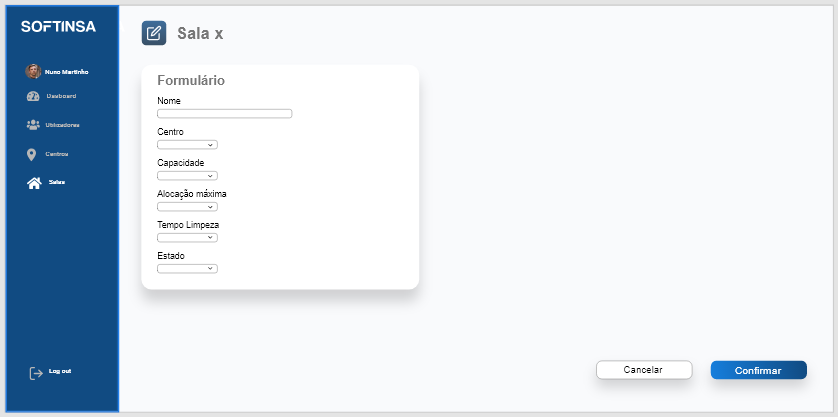 SOFTINSA
Nuno Martinho
Dasboard
Utilizadores
Centros
Salas
Log out
Sala x
Formulário
Nome
Centro
Capacidade
Alocação máxima
Tempo Limpeza
Estado
Cancelar
Confirmar